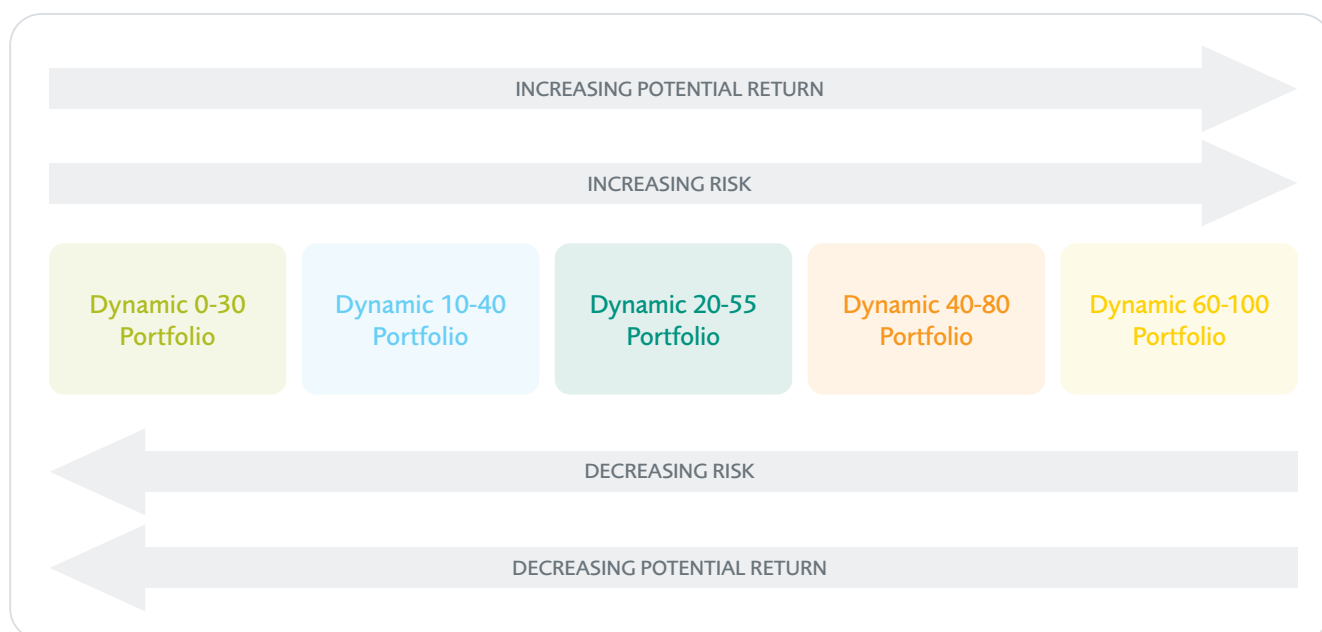 INCREASING POTENTIAL RETURN
INCREASING RISK
Dynamic 0-30
Portfolio
Dynamic 10-40
Portfolio
Dynamic 20-55
Portfolio
Dynamic 40-80
Portfolio
Dynamic 60-100
Portfolio
DECREASING RISK
DECREASING POTENTIAL RETURN